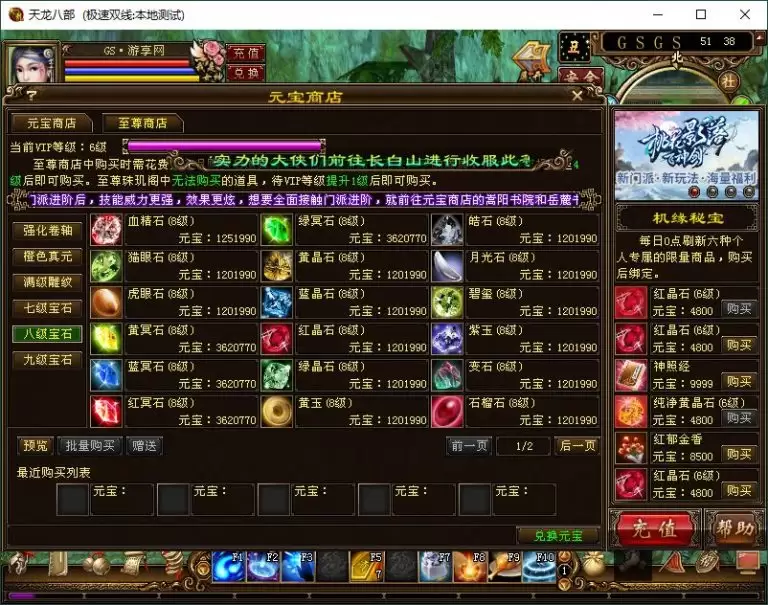 天龙八部 (极速双线:本地测试)
GS·游享网
充值
兑换
丑
GSGS 51 38
北
安全
社
? 元宝商店
元宝商店 至尊商店
当前VIP等级：6级
至尊商店中购买时需花费
实力的大侠们前往长白山进行收服此
级后即可购买。至尊珠玑阁中无法购买的道具，待VIP等级提升1级后即可购买。
门派进阶后，技能威力更强，效果更炫，想要全面接触门派进阶，就前往元宝商店的嵩阳书院和岳麓
强化卷轴
橙色真元
满级雕纹
七级宝石
八级宝石
九级宝石
血精石(8级) 元宝：1251990
绿冥石(8级) 元宝：3620770
皓石(8级) 元宝：1201990
猫眼石(8级) 元宝：1201990
黄晶石(8级) 元宝：1201990
月光石(8级) 元宝：1201990
虎眼石(8级) 元宝：1201990
蓝晶石(8级) 元宝：1201990
碧玺(8级) 元宝：1201990
黄冥石(8级) 元宝：3620770
红晶石(8级) 元宝：1201990
紫玉(8级) 元宝：1201990
蓝冥石(8级) 元宝：3620770
绿晶石(8级) 元宝：1201990
变石(8级) 元宝：1201990
红冥石(8级) 元宝：3620770
黄玉(8级) 元宝：1201990
石榴石(8级) 元宝：1201990
预览 批量购买 赠送 前一页 1/2 后一页
最近购买列表
元宝： 元宝： 元宝： 元宝： 元宝：
兑换元宝
桃花影落
新门派·新玩法·海量福利
机缘秘宝
每日0点刷新六种个
人专属的限量商品，购买
后绑定。
红晶石(6级)
元宝：4800 购买
红晶石(6级)
元宝：4800 购买
神照经
元宝：9999 购买
纯净黄晶石(6级)
元宝：4800 购买
红郁金香
元宝：8500 购买
红晶石(6级)
元宝：4800 购买
充值 帮助
F1 F2 F3 F5 F7 F8 F9 F10
7
1